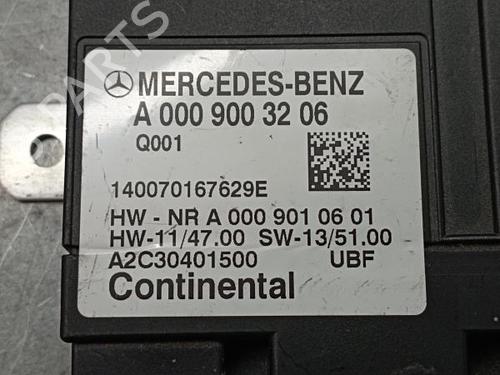 PARTS
MERCEDES-BENZ
A 000 900 32 06
Q001
140070167629E
HW - NR A 000 901 06 01
HW-11/47.00 SW-13/51.00
A2C30401500 UBF
Continental